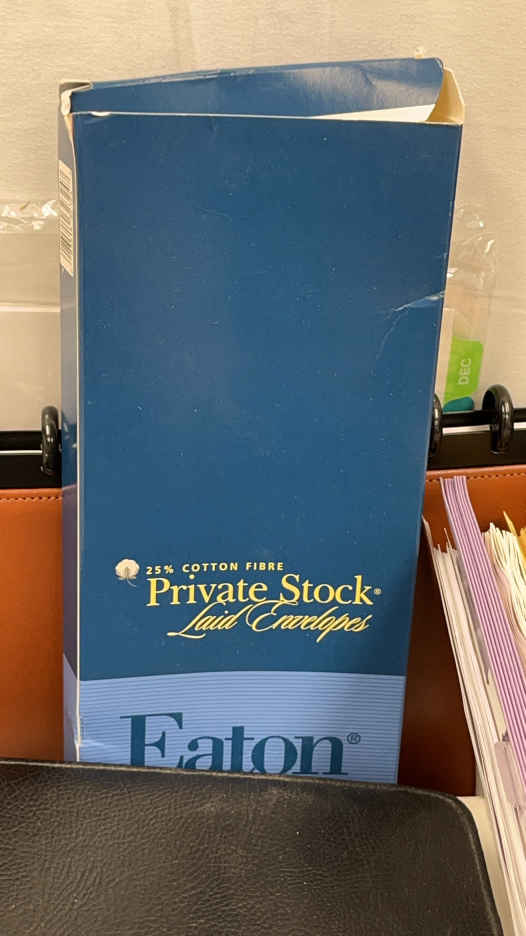 DEC
25% COTTON FIBRE
Private Stock®
Laid Envelopes
Eaton®